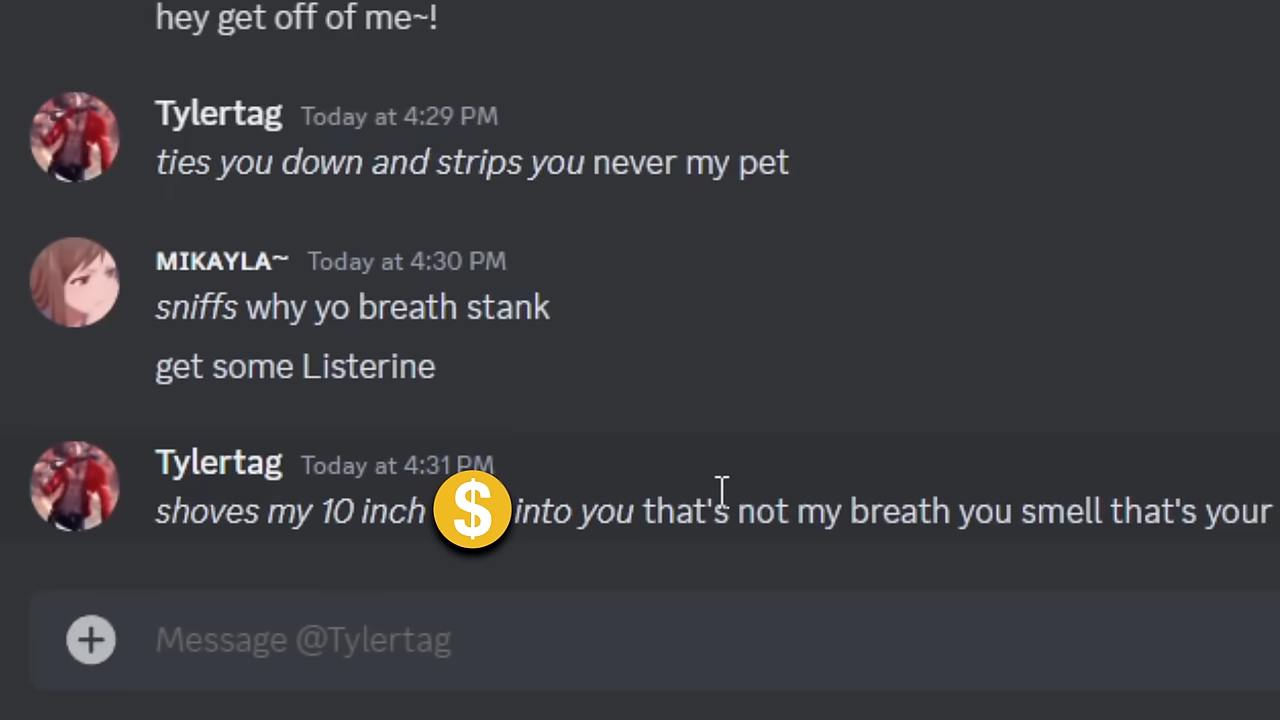 hey get off of me~!
Tylertag Today at 4:29 PM
ties you down and strips you never my pet
MIKAYLA~ Today at 4:30 PM
sniffs why yo breath stank
get some Listerine
Tylertag Today at 4:31 PM
shoves my 10 inch $ into you that's not my breath you smell that's your
Message @Tylertag